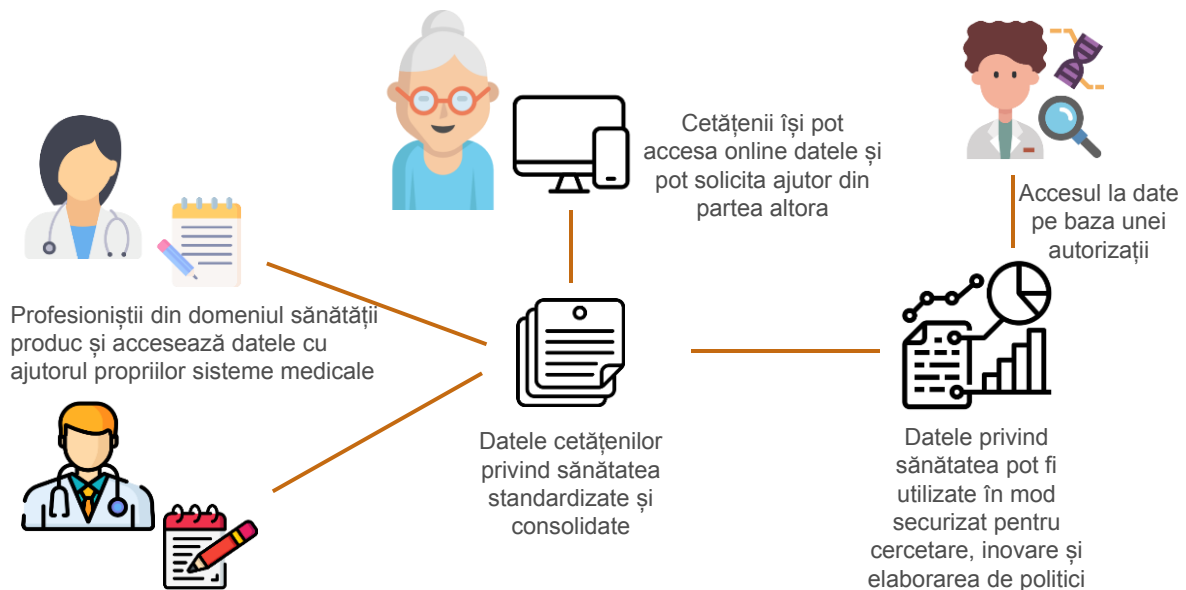 Cetățenii își pot
accesa online datele și
pot solicita ajutor din
partea altora
Accesul la date
pe baza unei
autorizații
Profesioniștii din domeniul sănătății
produc și accesează datele cu
ajutorul propriilor sisteme medicale
Datele cetățenilor
privind sănătatea
standardizate și
consolidate
Datele privind
sănătatea pot fi
utilizate în mod
securizat pentru
cercetare, inovare și
elaborarea de politici